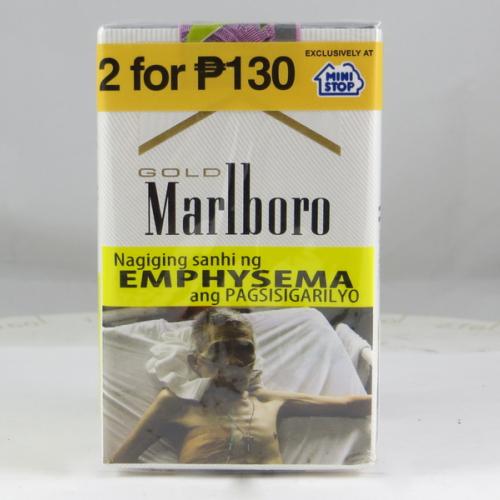 2 for ₱130
EXCLUSIVELY AT
MINI
STOP
GOLD
Marlboro
Nagiging sanhi ng
EMPHYSEMA
ang PAGSISIGARILYO